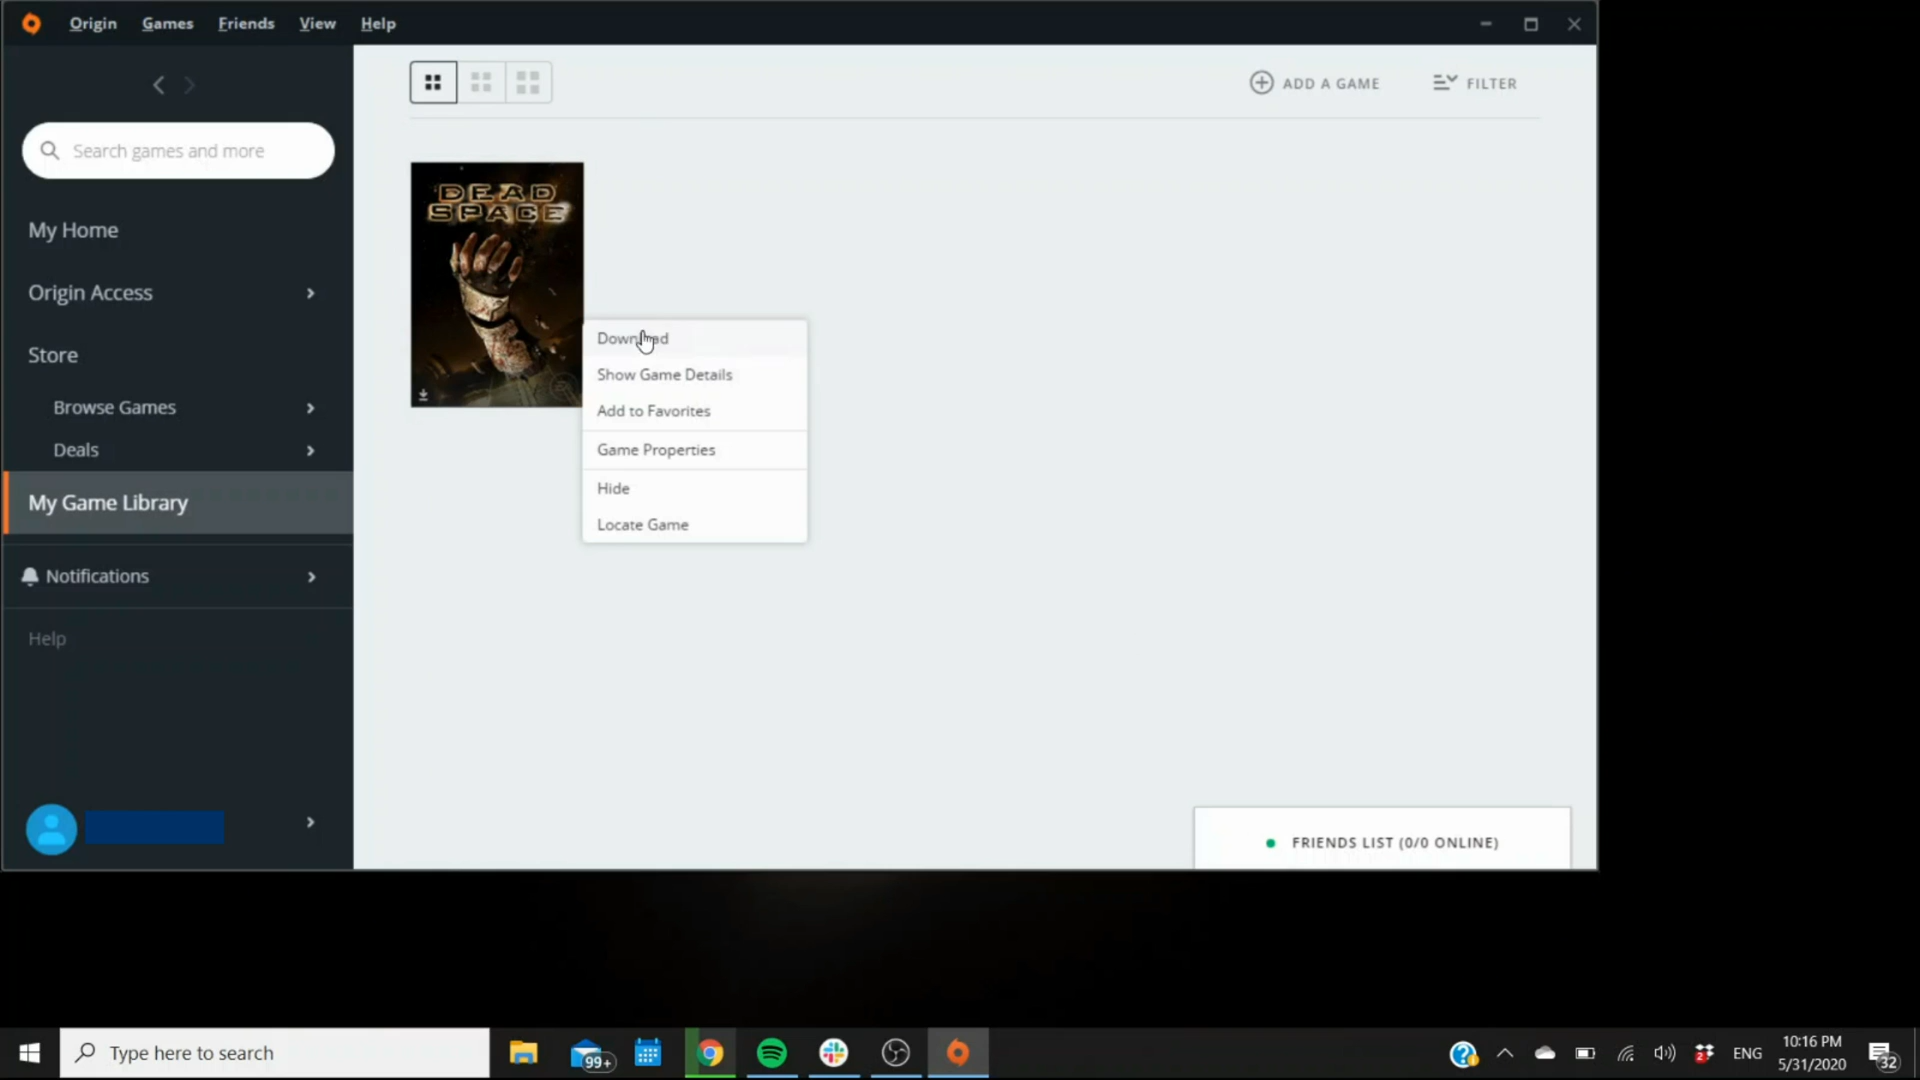 Origin Games Friends View Help
Search games and more
ADD A GAME FILTER
DEAD
SPACE
My Home
Origin Access
Store
Browse Games
Deals
My Game Library
Notifications
Help
Download
Show Game Details
Add to Favorites
Game Properties
Hide
Locate Game
FRIENDS LIST (0/0 ONLINE)
Type here to search
99+
2
ENG
10:16 PM
5/31/2020
32